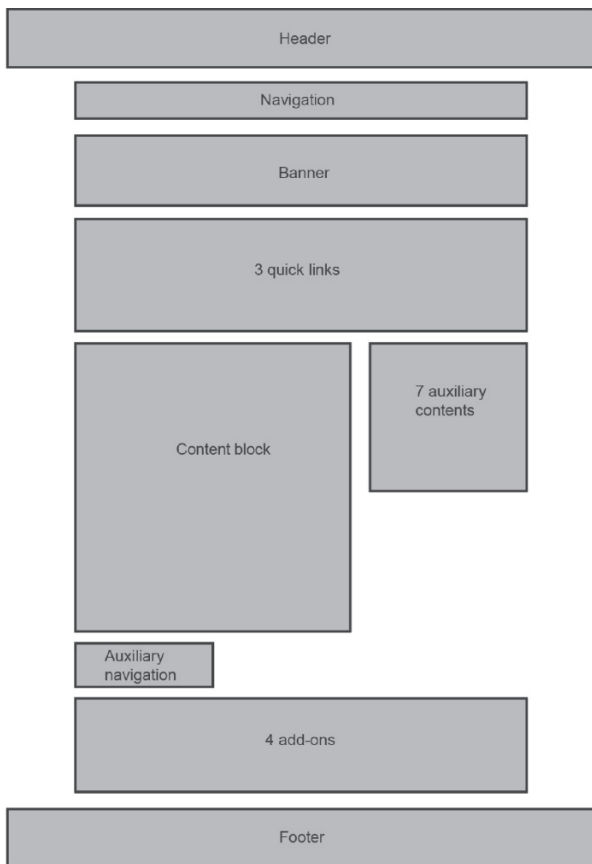 Header
Navigation
Banner
3 quick links
7 auxiliary
contents
Content block
Auxiliary
navigation
4 add-ons
Footer